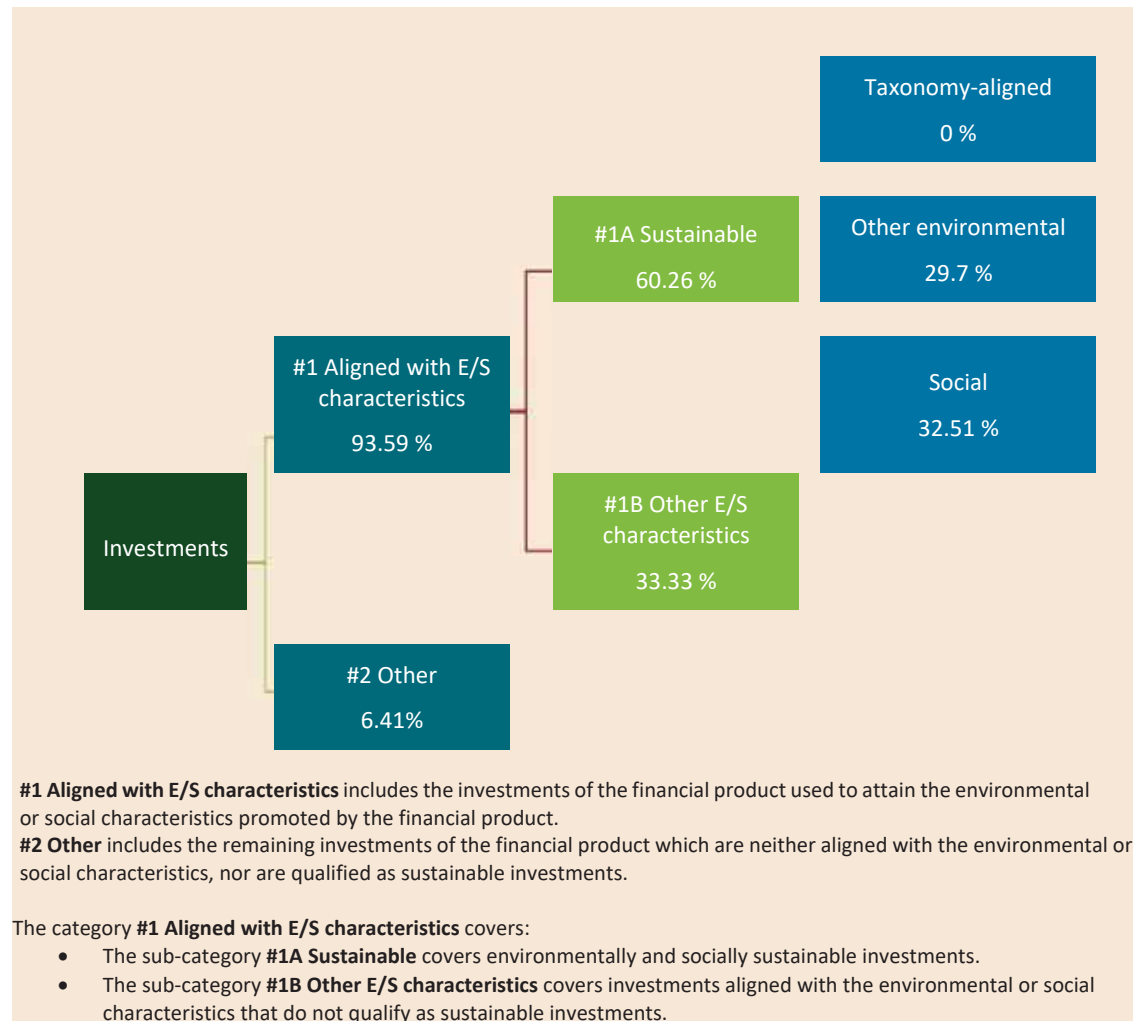 Taxonomy-aligned
0 %
#1A Sustainable
60.26 %
Other environmental
29.7 %
#1 Aligned with E/S
characteristics
93.59 %
Social
32.51 %
Investments
#1B Other E/S
characteristics
33.33 %
#2 Other
6.41%
#1 Aligned with E/S characteristics includes the investments of the financial product used to attain the environmental
or social characteristics promoted by the financial product.
#2 Other includes the remaining investments of the financial product which are neither aligned with the environmental or
social characteristics, nor are qualified as sustainable investments.
The category #1 Aligned with E/S characteristics covers:
• The sub-category #1A Sustainable covers environmentally and socially sustainable investments.
• The sub-category #1B Other E/S characteristics covers investments aligned with the environmental or social
characteristics that do not qualify as sustainable investments.